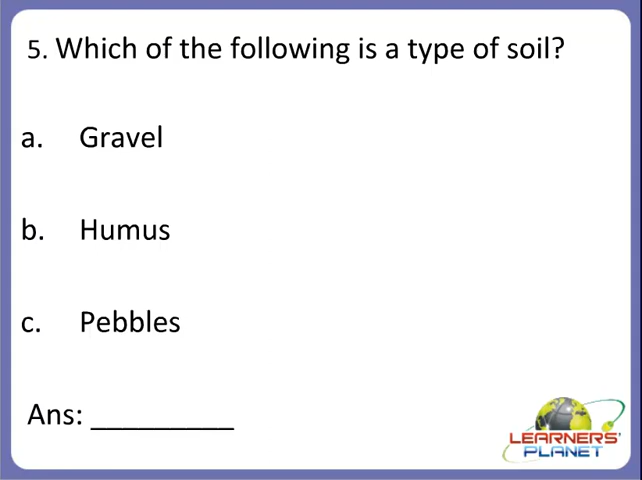 5. Which of the following is a type of soil?
a. Gravel
b. Humus
c. Pebbles
Ans: _________
LEARNERS'
PLANET